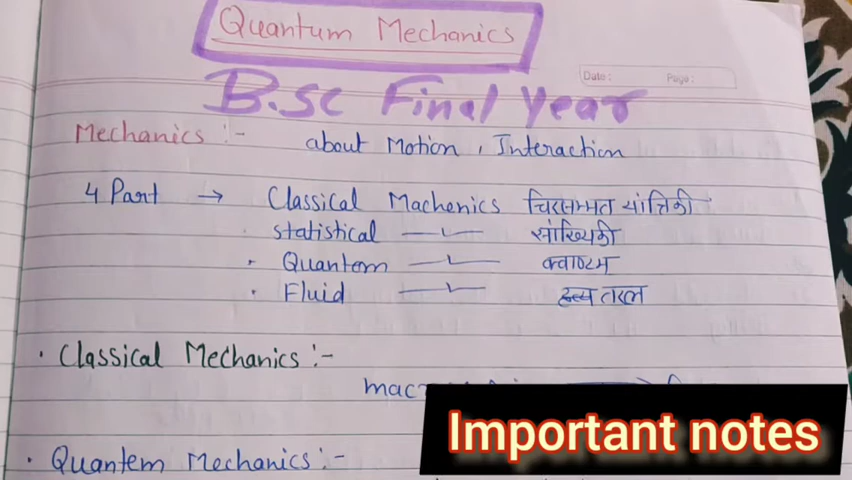 Quantum Mechanics
B.Sc Final Year
Date : Page :
Mechanics :- about Motion , Interaction
4 Part → Classical Machenics चिरसम्मत यांत्रिकी
statistical सांख्यिकी
Quantom क्वाण्टम
Fluid तरल
Classical Mechanics :-
Quantem Mechanics :-
Important notes